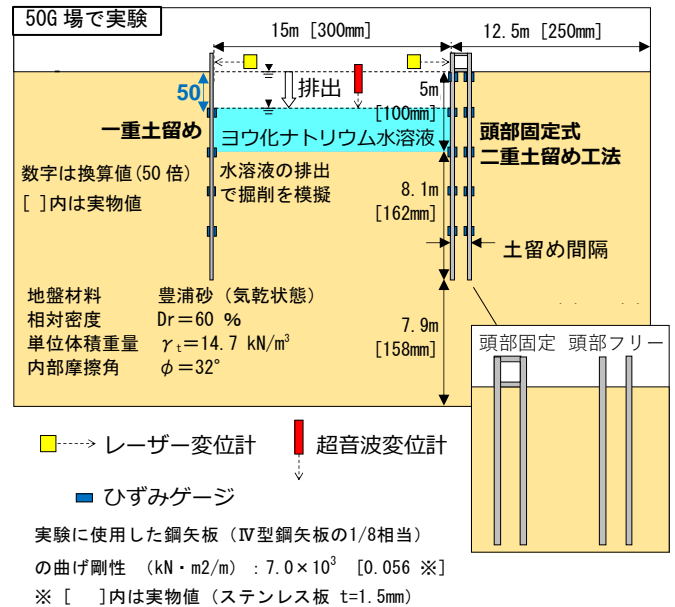 50G 場で実験
15m [300mm]
12.5m [250mm]
排出
50
5m
[100mm]
一重土留め
ヨウ化ナトリウム水溶液
頭部固定式
二重土留め工法
数字は換算値(50 倍)
[ ]内は実物値
水溶液の排出
で掘削を模擬
8.1m
[162mm]
土留め間隔
地盤材料 豊浦砂（気乾状態）
相対密度 Dr＝60 %
単位体積重量 γt＝14.7 kN/m³
内部摩擦角 φ＝32°
7.9m
[158mm]
頭部固定 頭部フリー
レーザー変位計
超音波変位計
ひずみゲージ
実験に使用した鋼矢板（Ⅳ型鋼矢板の1/8相当）
の曲げ剛性 （kN・m2/m）：7.0×10³ [0.056 ※]
※ [ ]内は実物値（ステンレス板 t=1.5mm）